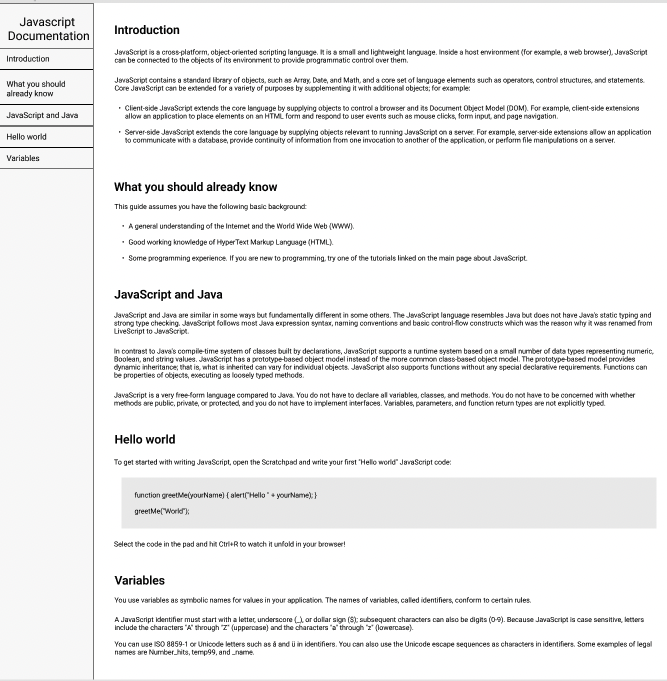 Javascript
Documentation
Introduction
What you should
already know
JavaScript and Java
Hello world
Variables
Introduction
JavaScript is a cross-platform, object-oriented scripting language. It is a small and lightweight language. Inside a host environment (for example, a web browser), JavaScript
can be connected to the objects of its environment to provide programmatic control over them.
JavaScript contains a standard library of objects, such as Array, Date, and Math, and a core set of language elements such as operators, control structures, and statements.
Core JavaScript can be extended for a variety of purposes by supplementing it with additional objects; for example:
• Client-side JavaScript extends the core language by supplying objects to control a browser and its Document Object Model (DOM). For example, client-side extensions
allow an application to place elements on an HTML form and respond to user events such as mouse clicks, form input, and page navigation.
• Server-side JavaScript extends the core language by supplying objects relevant to running JavaScript on a server. For example, server-side extensions allow an application
to communicate with a database, provide continuity of information from one invocation to another of the application, or perform file manipulations on a server.
What you should already know
This guide assumes you have the following basic background:
• A general understanding of the Internet and the World Wide Web (WWW).
• Good working knowledge of HyperText Markup Language (HTML).
• Some programming experience. If you are new to programming, try one of the tutorials linked on the main page about JavaScript.
JavaScript and Java
JavaScript and Java are similar in some ways but fundamentally different in some others. The JavaScript language resembles Java but does not have Java's static typing and
strong type checking. JavaScript follows most Java expression syntax, naming conventions and basic control-flow constructs which was the reason why it was renamed from
LiveScript to JavaScript.
In contrast to Java's compile-time system of classes built by declarations, JavaScript supports a runtime system based on a small number of data types representing numeric,
Boolean, and string values. JavaScript has a prototype-based object model instead of the more common class-based object model. The prototype-based model provides
dynamic inheritance; that is, what is inherited can vary for individual objects. JavaScript also supports functions without any special declarative requirements. Functions can
be properties of objects, executing as loosely typed methods.
JavaScript is a very free-form language compared to Java. You do not have to declare all variables, classes, and methods. You do not have to be concerned with whether
methods are public, private, or protected, and you do not have to implement interfaces. Variables, parameters, and function return types are not explicitly typed.
Hello world
To get started with writing JavaScript, open the Scratchpad and write your first "Hello world" JavaScript code:
function greetMe(yourName) { alert("Hello " + yourName); }
greetMe("World");
Select the code in the pad and hit Ctrl+R to watch it unfold in your browser!
Variables
You use variables as symbolic names for values in your application. The names of variables, called identifiers, conform to certain rules.
A JavaScript identifier must start with a letter, underscore (_), or dollar sign ($); subsequent characters can also be digits (0-9). Because JavaScript is case sensitive, letters
include the characters "A" through "Z" (uppercase) and the characters "a" through "z" (lowercase).
You can use ISO 8859-1 or Unicode letters such as å and ü in identifiers. You can also use the Unicode escape sequences as characters in identifiers. Some examples of legal
names are Number_hits, temp99, and _name.